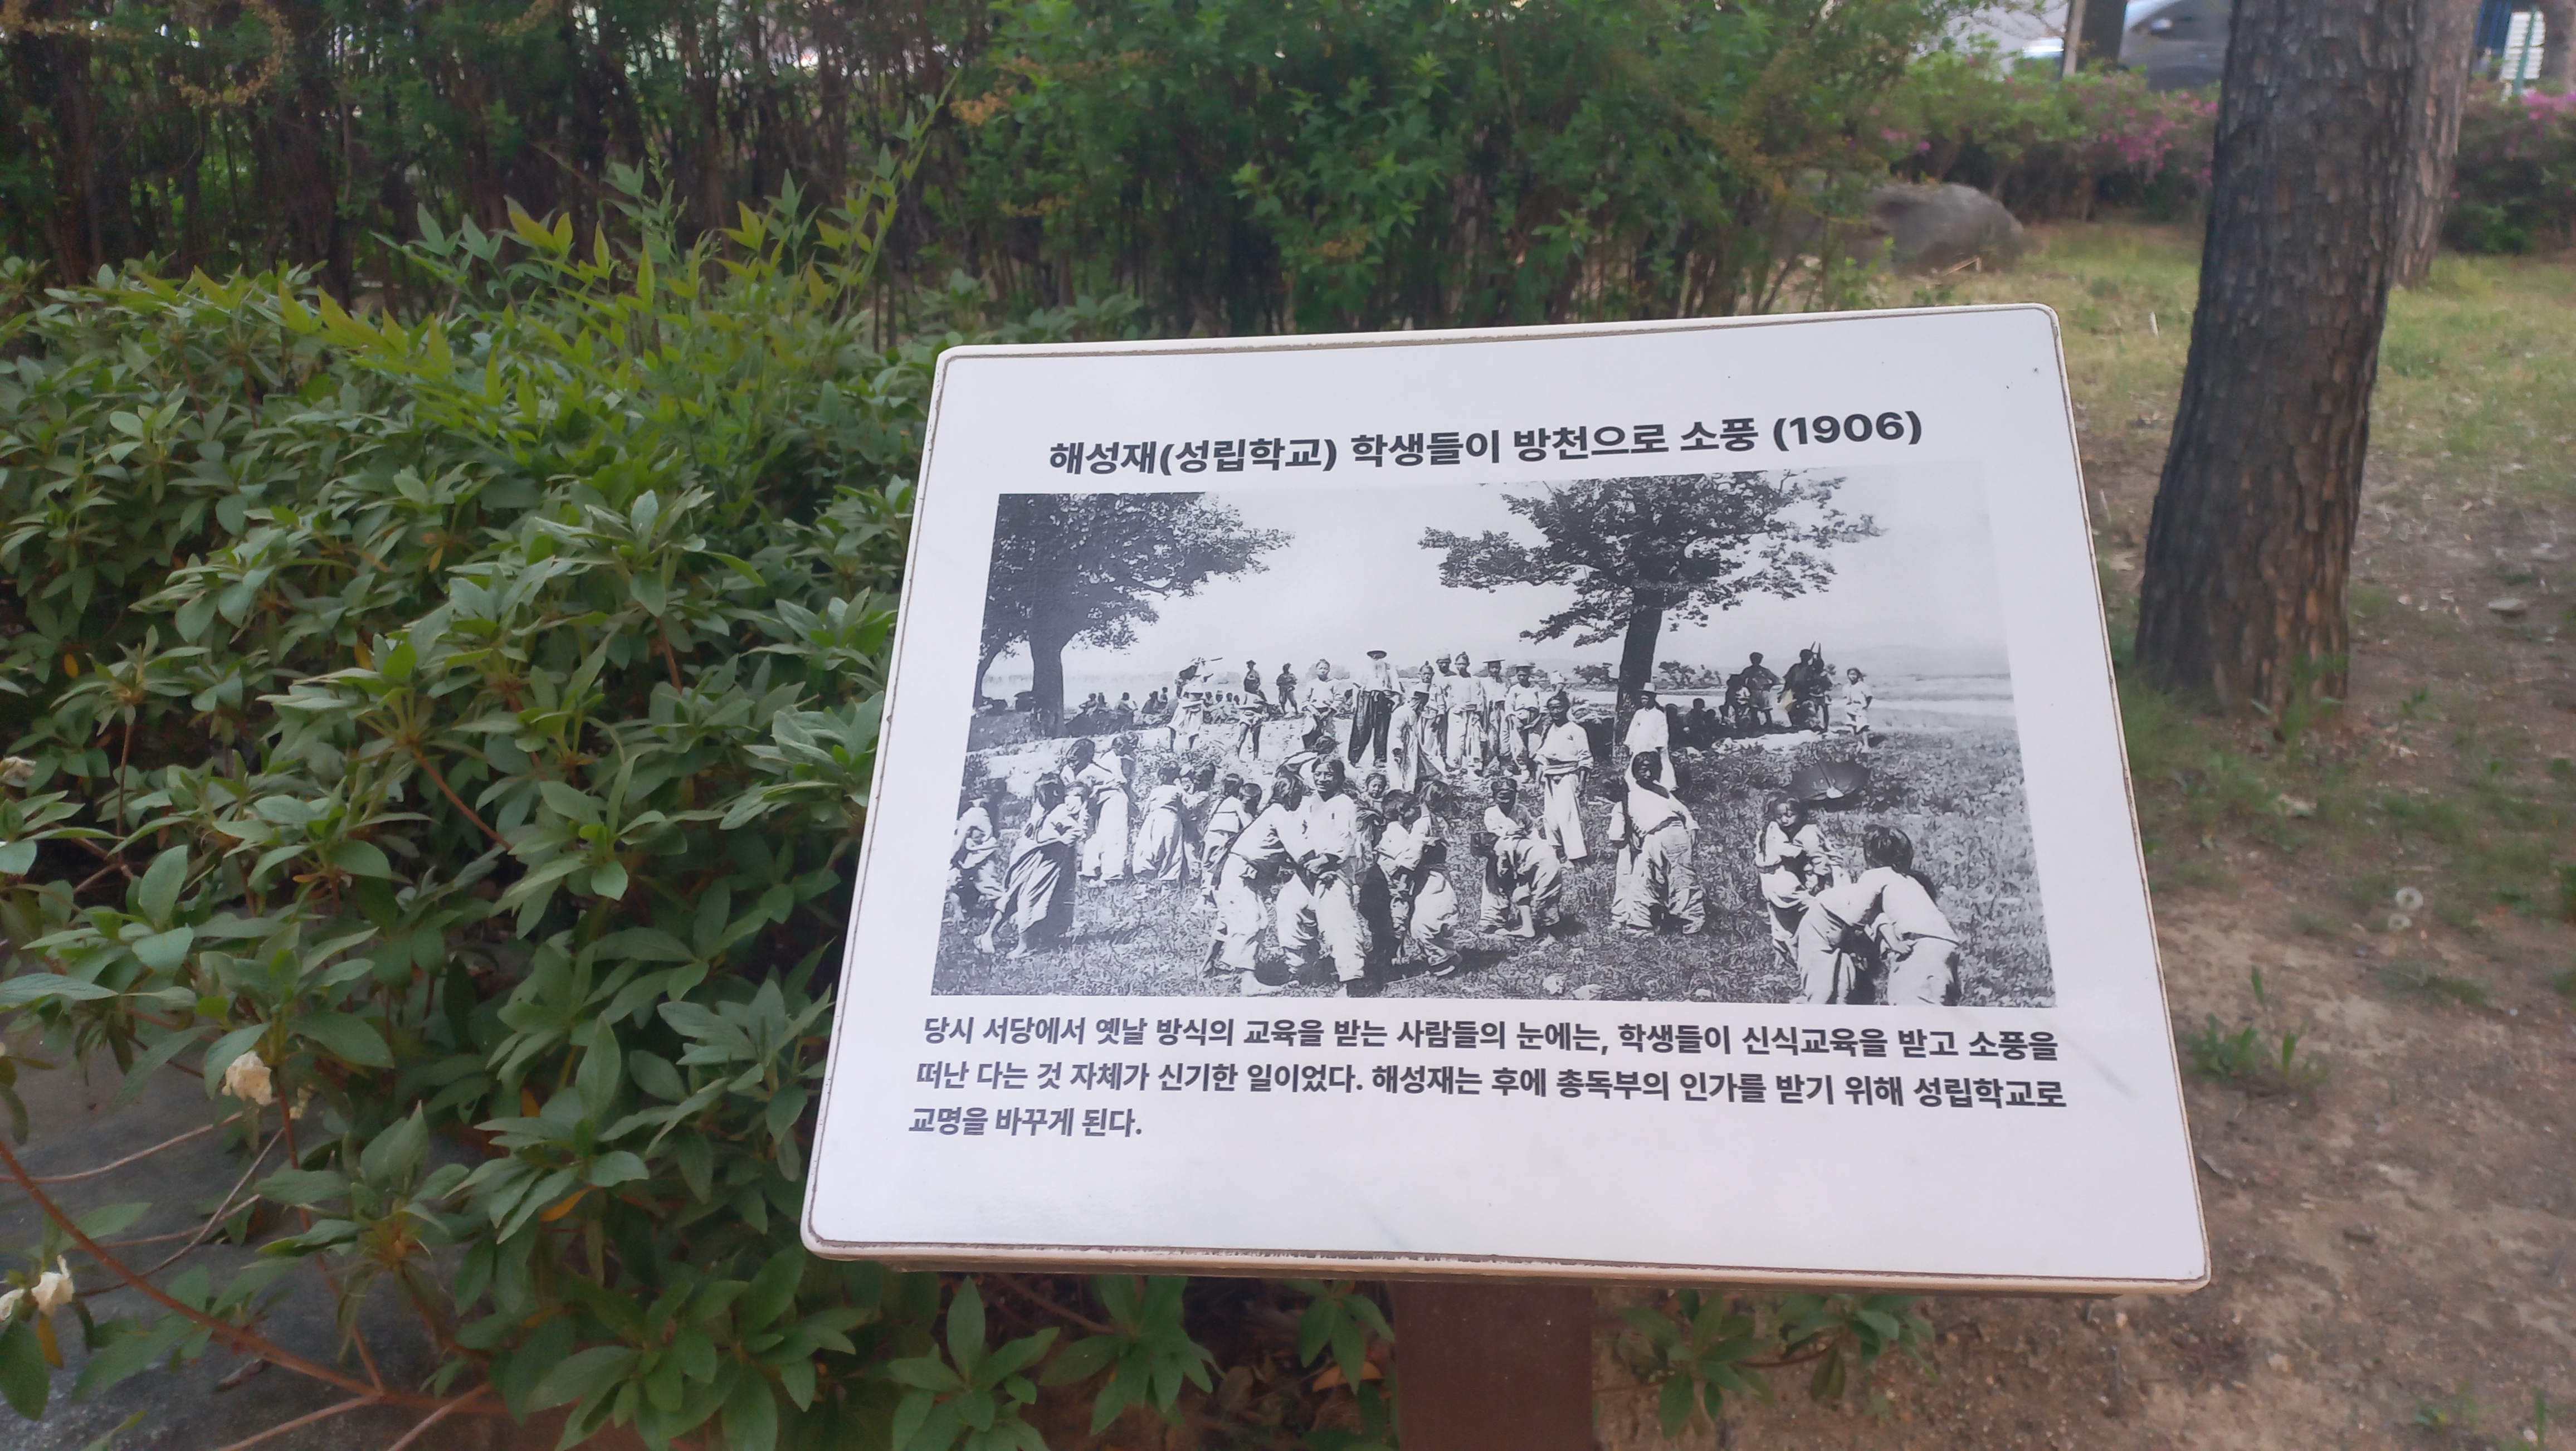 해성재(성립학교) 학생들이 방천으로 소풍 (1906)
당시 서당에서 옛날 방식의 교육을 받는 사람들의 눈에는, 학생들이 신식교육을 받고 소풍을
떠난 다는 것 자체가 신기한 일이었다. 해성재는 후에 총독부의 인가를 받기 위해 성립학교로
교명을 바꾸게 된다.